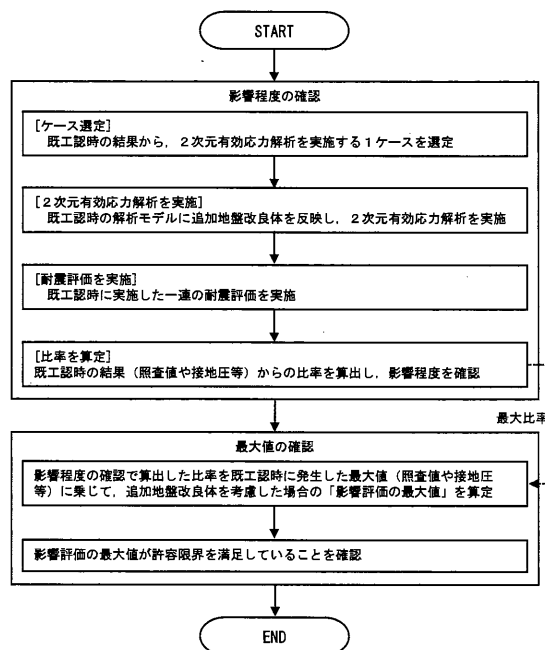 START
影響程度の確認
[ケース選定]
既工認時の結果から，２次元有効応力解析を実施する１ケースを選定
[２次元有効応力解析を実施]
既工認時の解析モデルに追加地盤改良体を反映し，２次元有効応力解析を実施
[耐震評価を実施]
既工認時に実施した一連の耐震評価を実施
[比率を算定]
既工認時の結果（照査値や接地圧等）からの比率を算出し，影響程度を確認
最大比率
最大値の確認
影響程度の確認で算出した比率を既工認時に発生した最大値（照査値や接地圧
等）に乗じて，追加地盤改良体を考慮した場合の「影響評価の最大値」を算定
影響評価の最大値が許容限界を満足していることを確認
END